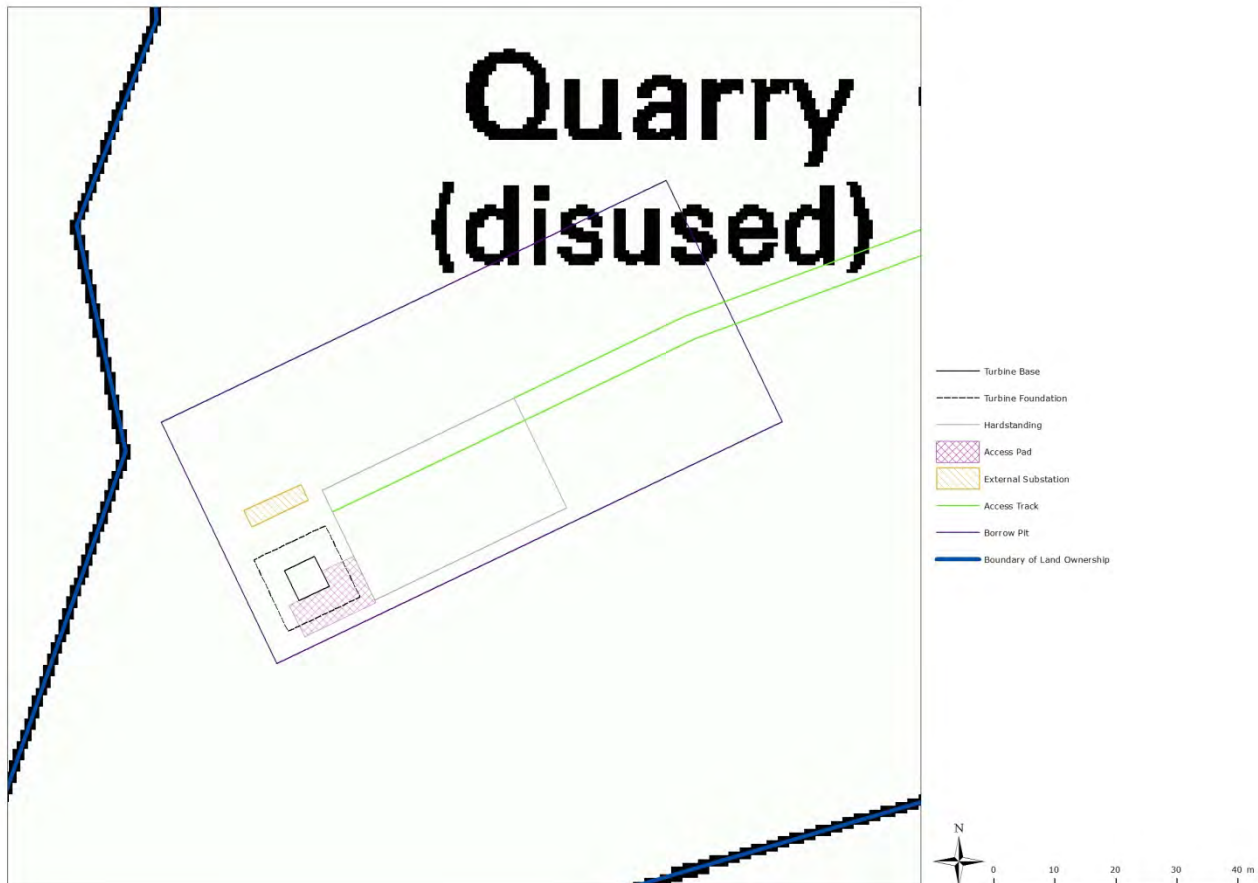 Quarry
(disused)
Turbine Base
Turbine Foundation
Hardstanding
Access Pad
External Substation
Access Track
Borrow Pit
Boundary of Land Ownership
N
0 10 20 30 40 m